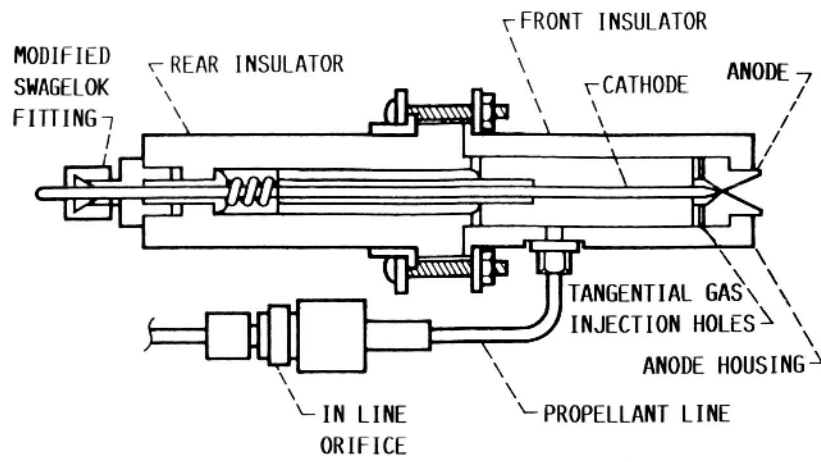 MODIFIED
SWAGELOK
FITTING
REAR INSULATOR
FRONT INSULATOR
CATHODE
ANODE
TANGENTIAL GAS
INJECTION HOLES
ANODE HOUSING
IN LINE
ORIFICE
PROPELLANT LINE